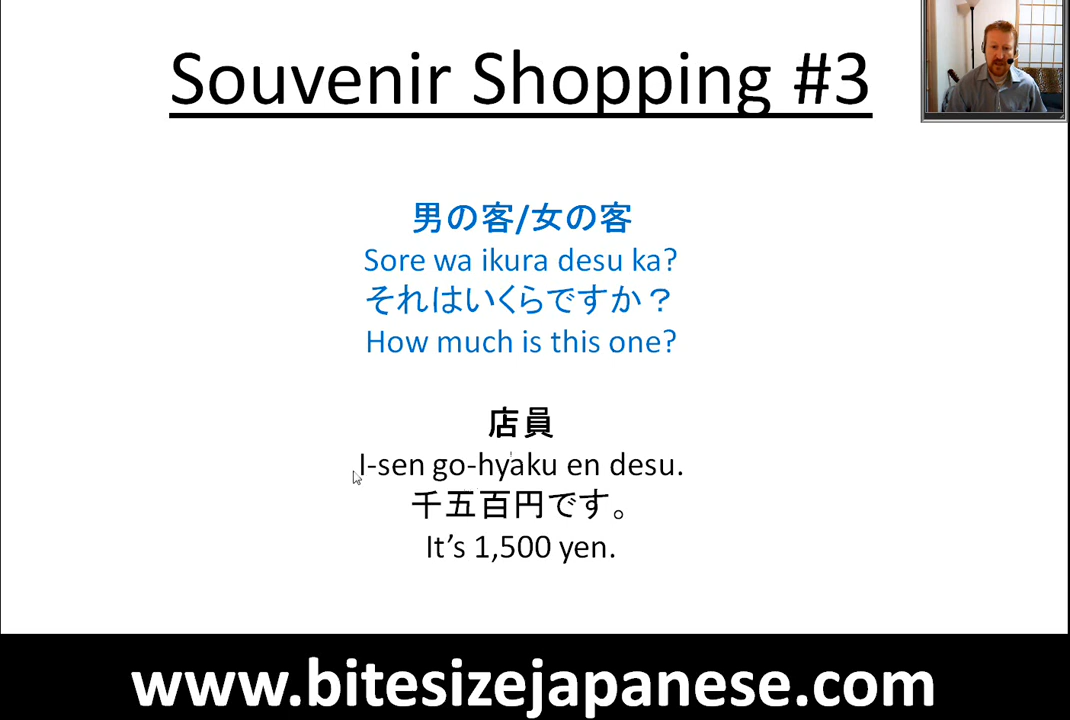 Souvenir Shopping #3
男の客/女の客
Sore wa ikura desu ka?
それはいくらですか？
How much is this one?
店員
I-sen go-hyaku en desu.
千五百円です。
It's 1,500 yen.
www.bitesizejapanese.com